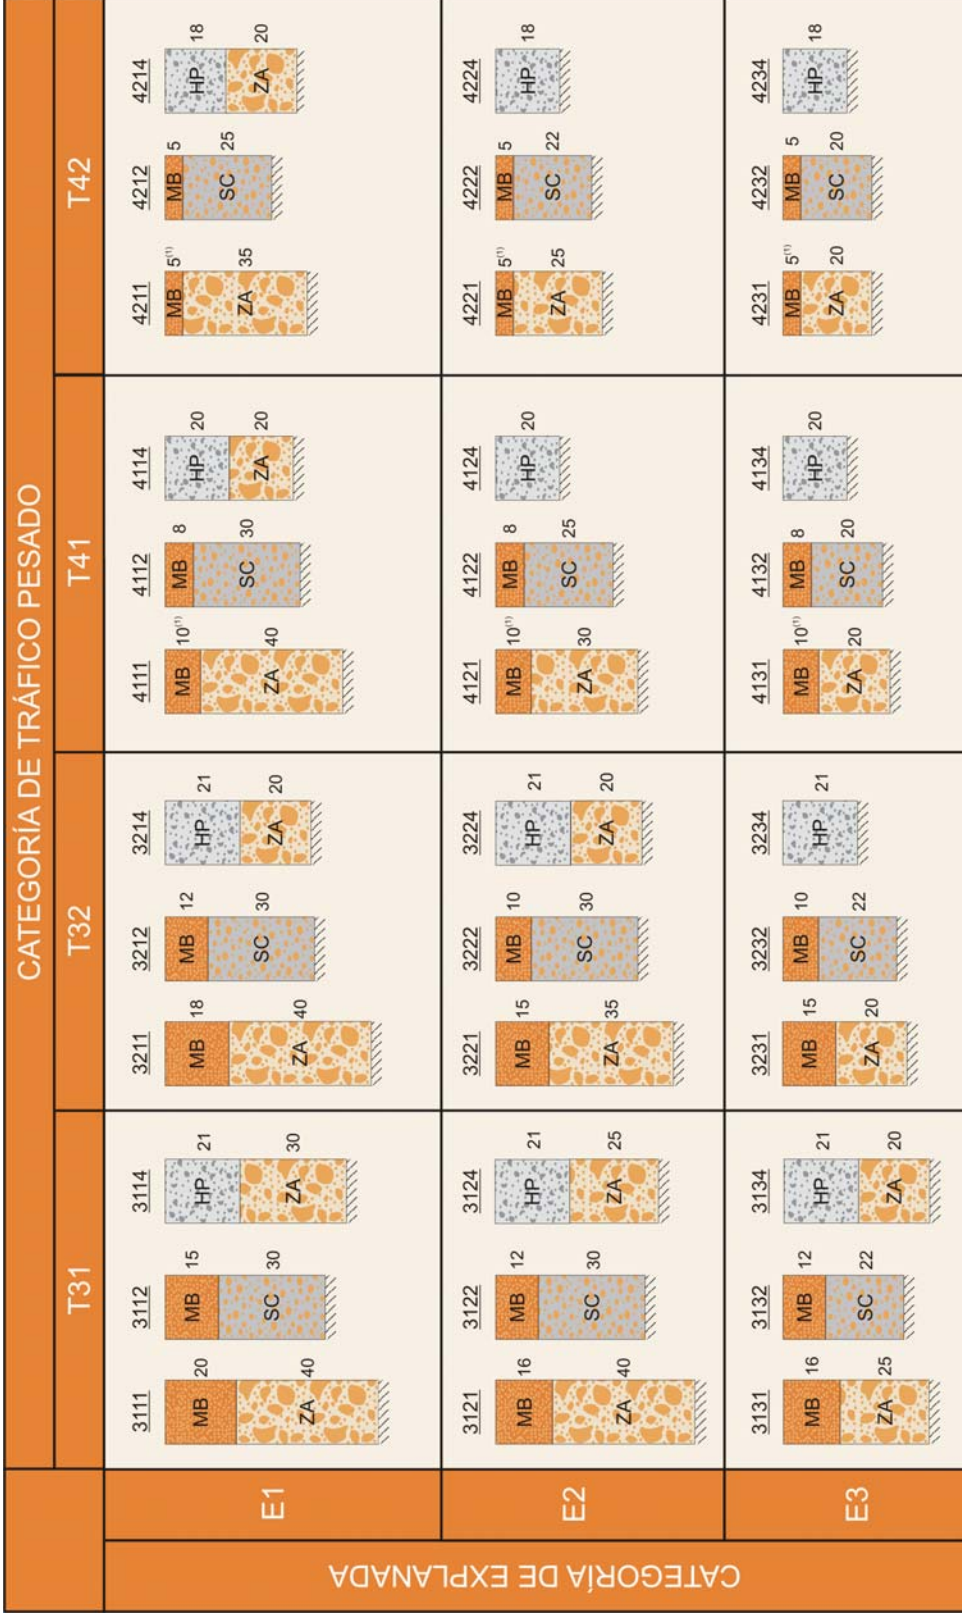 CATEGORÍA DE TRÁFICO PESADO
T31 T32 T41 T42
CATEGORÍA DE EXPLANADA
E1
3111 3112 3114 3211 3212 3214 4111 4112 4114 4211 4212 4214
MB 20 MB 15 HP 21 MB 18 MB 12 HP 21 MB 10(1) MB 8 HP 20 MB 5(1) MB 5 HP 18
ZA 40 SC 30 ZA 30 ZA 40 SC 30 ZA 20 ZA 40 SC 30 ZA 20 ZA 35 SC 25 ZA 20
E2
3121 3122 3124 3221 3222 3224 4121 4122 4124 4221 4222 4224
MB 16 MB 12 HP 21 MB 15 MB 10 HP 21 MB 10(1) MB 8 HP 20 MB 5(1) MB 5 HP 18
ZA 40 SC 30 ZA 25 ZA 35 SC 30 ZA 20 ZA 30 SC 25 ZA 25 SC 22
E3
3131 3132 3134 3231 3232 3234 4131 4132 4134 4231 4232 4234
MB 16 MB 12 HP 21 MB 15 MB 10 HP 21 MB 10(1) MB 8 HP 20 MB 5(1) MB 5 HP 18
ZA 25 SC 22 ZA 20 ZA 20 SC 22 ZA 20 SC 20 ZA 20 SC 20